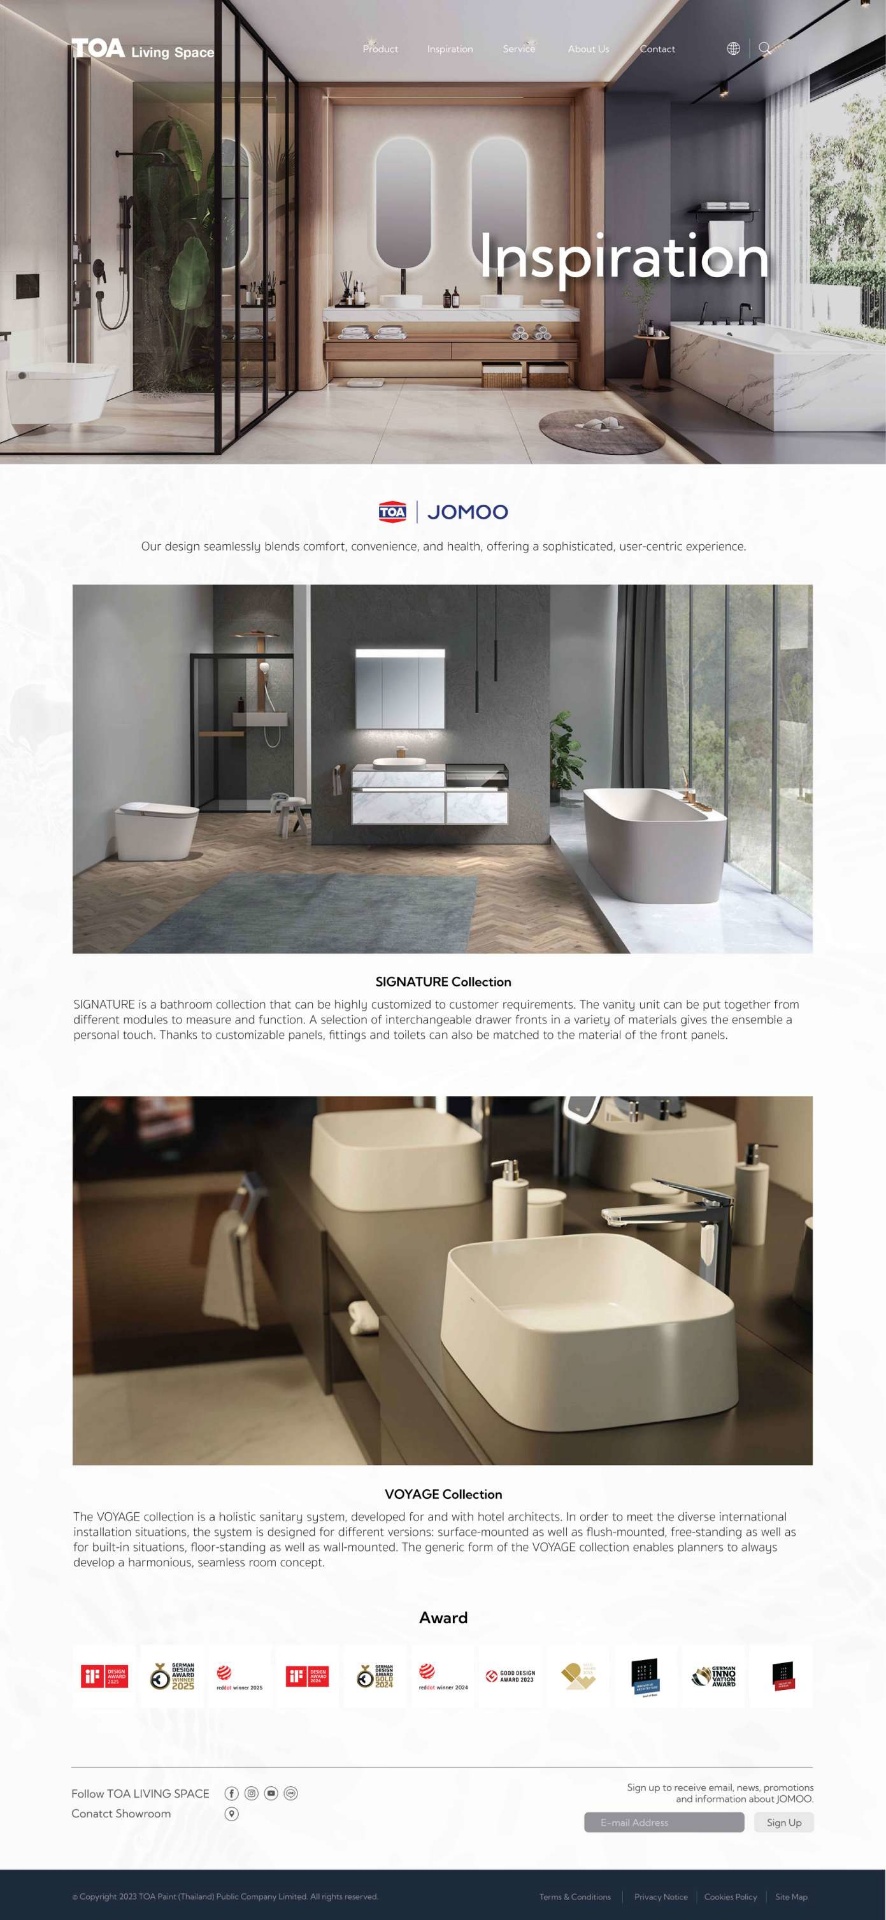 TOA Living Space
Product Inspiration Service About Us Contact
Inspiration
TOA JOMOO
Our design seamlessly blends comfort, convenience, and health, offering a sophisticated, user-centric experience.
SIGNATURE Collection
SIGNATURE is a bathroom collection that can be highly customized to customer requirements. The vanity unit can be put together from
different modules to measure and function. A selection of interchangeable drawer fronts in a variety of materials gives the ensemble a
personal touch. Thanks to customizable panels, fittings and toilets can also be matched to the material of the front panels.
VOYAGE Collection
The VOYAGE collection is a holistic sanitary system, developed for and with hotel architects. In order to meet the diverse international
installation situations, the system is designed for different versions: surface-mounted as well as flush-mounted, free-standing as well as
for built-in situations, floor-standing as well as wall-mounted. The generic form of the VOYAGE collection enables planners to always
develop a harmonious, seamless room concept.
Award
iF DESIGN AWARD 2025
GERMAN DESIGN AWARD WINNER 2025
reddot winner 2025
iF DESIGN AWARD
GERMAN DESIGN AWARD GOLD 2024
reddot winner 2024
GOOD DESIGN AWARD 2023
GERMAN INNOVATION AWARD
Follow TOA LIVING SPACE
Conatct Showroom
Sign up to receive email, news, promotions
and information about JOMOO.
E-mail Address Sign Up
© Copyright 2023 TOA Paint (Thailand) Public Company Limited. All rights reserved.
Terms & Conditions Privacy Notice Cookies Policy Site Map